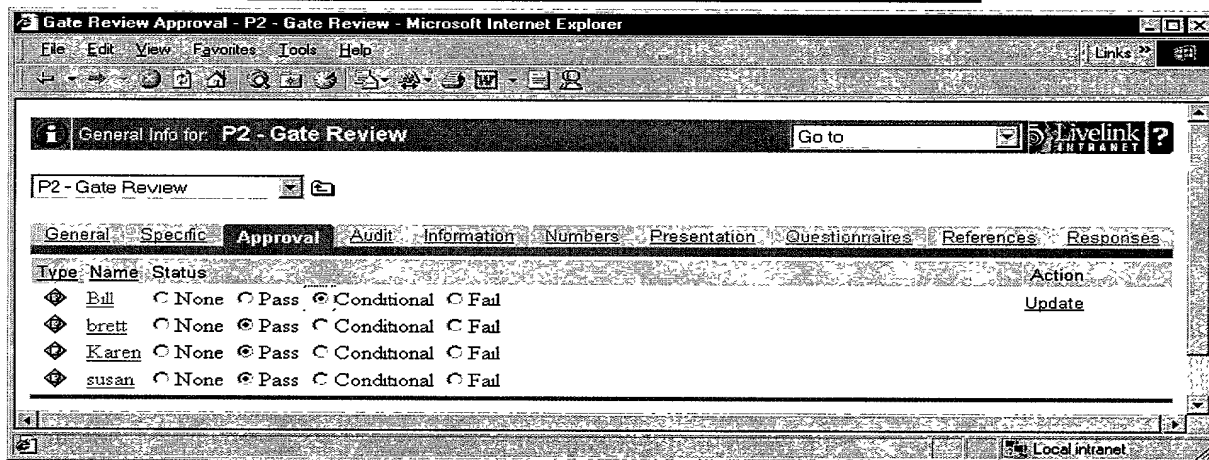 Gate Review Approval - P2 - Gate Review - Microsoft Internet Explorer
File Edit View Favorites Tools Help Links »
General Info for: P2 - Gate Review Go to Livelink INTRANET ?
P2 - Gate Review
General Specific Approval Audit Information Numbers Presentation Questionnaires References Responses
Type Name Status Action
Bill None Pass Conditional Fail Update
brett None Pass Conditional Fail
Karen None Pass Conditional Fail
susan None Pass Conditional Fail
Local intranet